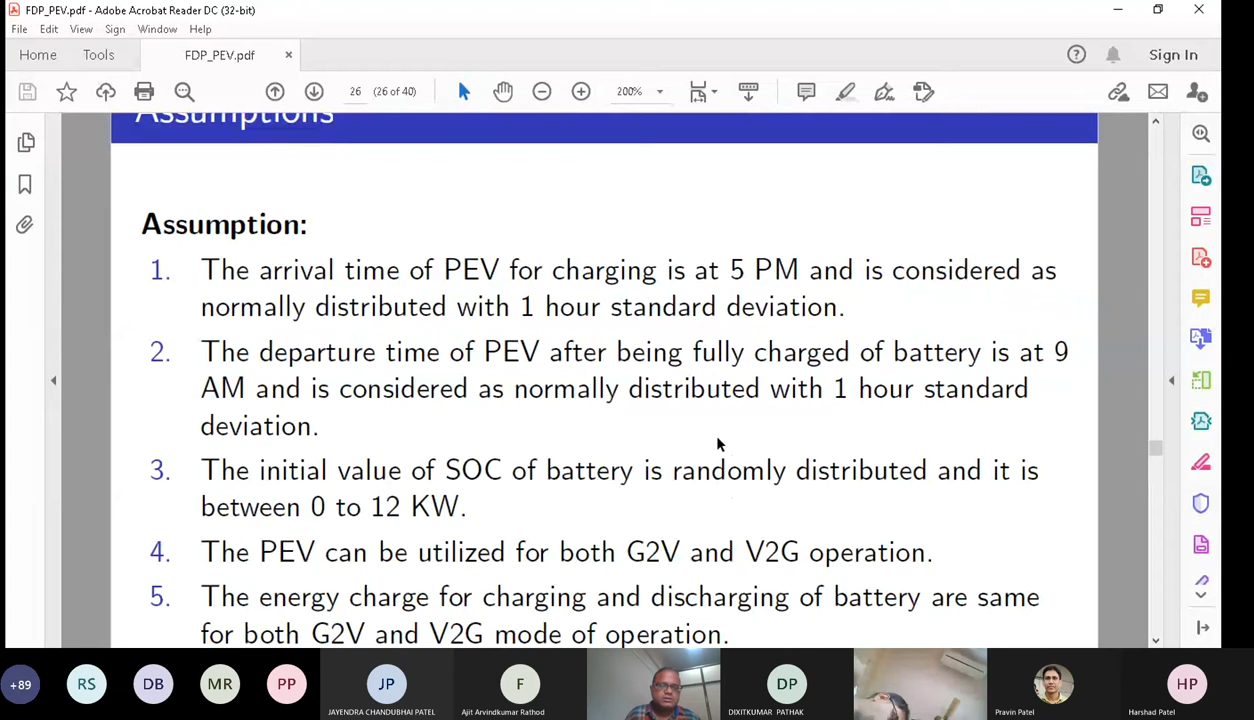 FDP_PEV.pdf - Adobe Acrobat Reader DC (32-bit)
File Edit View Sign Window Help
Home Tools FDP_PEV.pdf × Sign In
26 (26 of 40) 200%
Assumptions
Assumption:
1. The arrival time of PEV for charging is at 5 PM and is considered as
normally distributed with 1 hour standard deviation.
2. The departure time of PEV after being fully charged of battery is at 9
AM and is considered as normally distributed with 1 hour standard
deviation.
3. The initial value of SOC of battery is randomly distributed and it is
between 0 to 12 KW.
4. The PEV can be utilized for both G2V and V2G operation.
5. The energy charge for charging and discharging of battery are same
for both G2V and V2G mode of operation.
+89 RS DB MR PP JP F DP HP
JAYENDRA CHANDUBHAI PATEL Ajit Arvindkumar Rathod DIXITKUMAR PATHAK Pravin Patel Harshad Patel